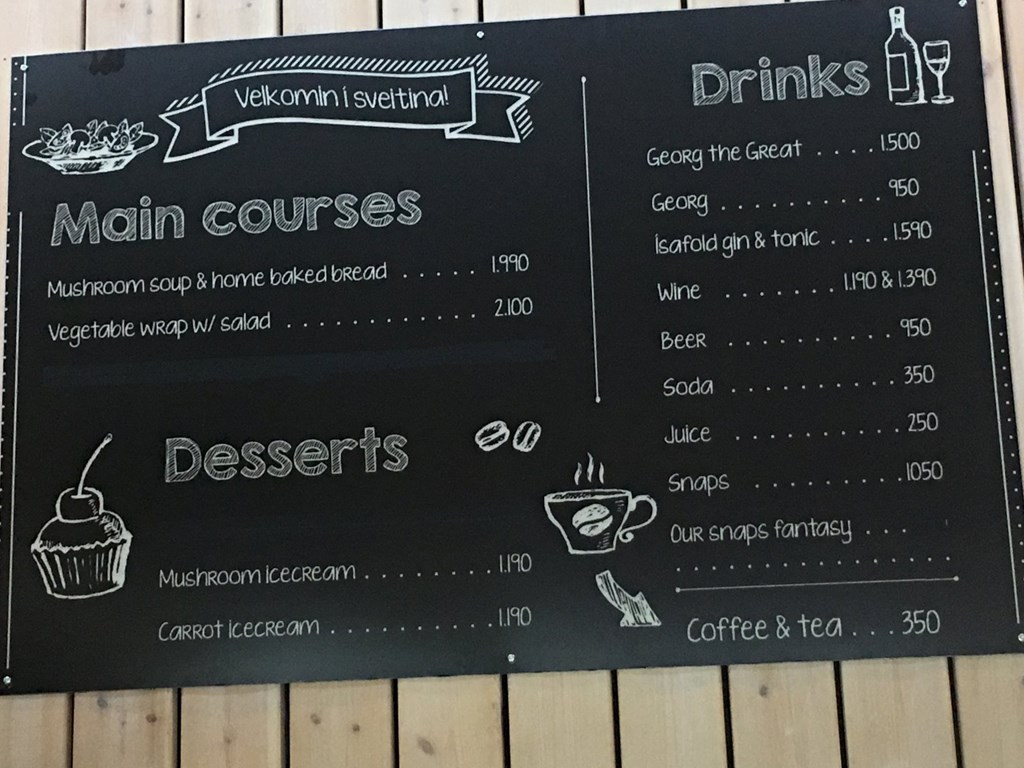 Velkomin í sveitina!
Main courses
Mushroom soup & home baked bread ...... 1.990
Vegetable wrap w/ salad ............. 2.100
Desserts
Mushroom icecream ......... 1.190
Carrot icecream ........... 1.190
Drinks
Georg the Great .... 1.500
Georg .......... 950
Ísafold gin & tonic .... 1.590
Wine ....... 1.190 & 1.390
Beer .......... 950
Soda .......... 350
Juice .......... 250
Snaps ......... 1050
Our snaps fantasy ...
................
Coffee & tea ... 350